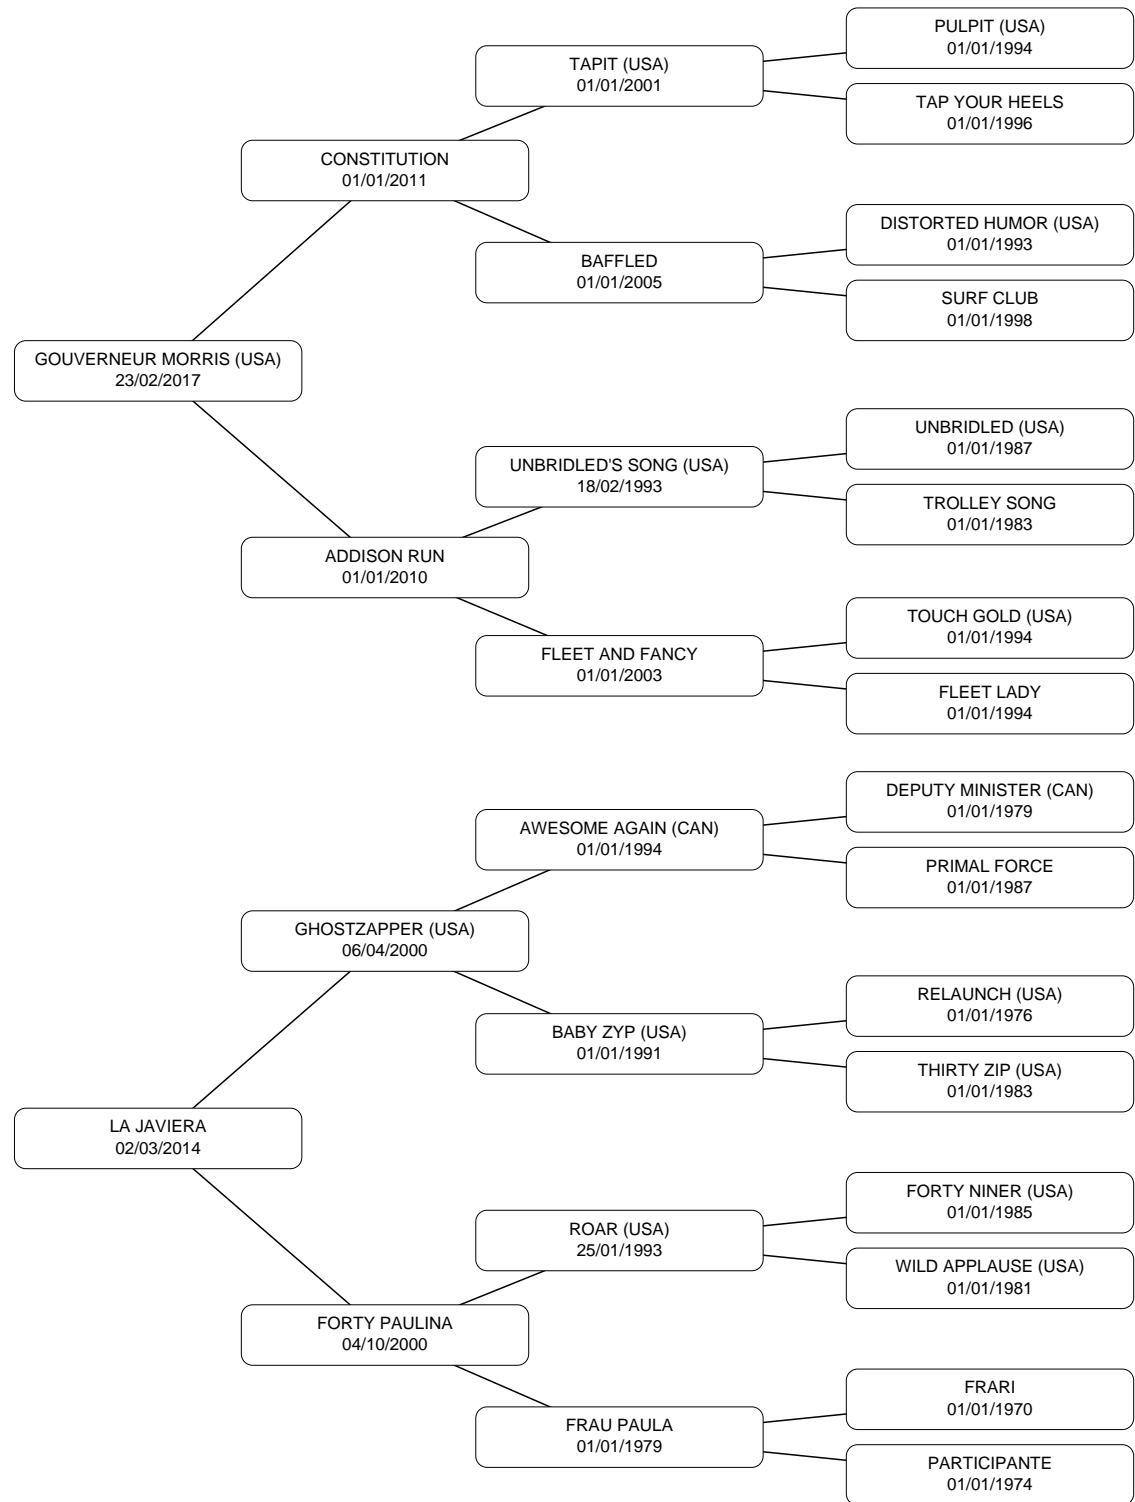 PULPIT (USA)
01/01/1994
TAPIT (USA)
01/01/2001
TAP YOUR HEELS
01/01/1996
CONSTITUTION
01/01/2011
DISTORTED HUMOR (USA)
01/01/1993
BAFFLED
01/01/2005
SURF CLUB
01/01/1998
GOUVERNEUR MORRIS (USA)
23/02/2017
UNBRIDLED (USA)
01/01/1987
UNBRIDLED'S SONG (USA)
18/02/1993
TROLLEY SONG
01/01/1983
ADDISON RUN
01/01/2010
TOUCH GOLD (USA)
01/01/1994
FLEET AND FANCY
01/01/2003
FLEET LADY
01/01/1994
DEPUTY MINISTER (CAN)
01/01/1979
AWESOME AGAIN (CAN)
01/01/1994
PRIMAL FORCE
01/01/1987
GHOSTZAPPER (USA)
06/04/2000
RELAUNCH (USA)
01/01/1976
BABY ZYP (USA)
01/01/1991
THIRTY ZIP (USA)
01/01/1983
LA JAVIERA
02/03/2014
FORTY NINER (USA)
01/01/1985
ROAR (USA)
25/01/1993
WILD APPLAUSE (USA)
01/01/1981
FORTY PAULINA
04/10/2000
FRARI
01/01/1970
FRAU PAULA
01/01/1979
PARTICIPANTE
01/01/1974